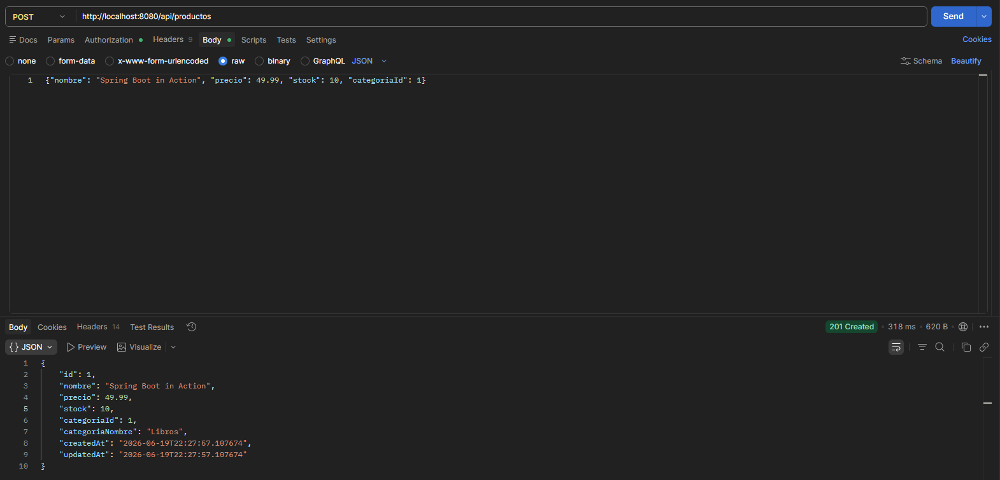 POST http://localhost:8080/api/productos Send
Docs Params Authorization Headers 9 Body Scripts Tests Settings Cookies
none form-data x-www-form-urlencoded raw binary GraphQL JSON Schema Beautify
1 {"nombre": "Spring Boot in Action", "precio": 49.99, "stock": 10, "categoriaId": 1}
Body Cookies Headers 14 Test Results 201 Created • 318 ms • 620 B •
{} JSON Preview Visualize
1 {
2 "id": 1,
3 "nombre": "Spring Boot in Action",
4 "precio": 49.99,
5 "stock": 10,
6 "categoriaId": 1,
7 "categoriaNombre": "Libros",
8 "createdAt": "2026-06-19T22:27:57.107674",
9 "updatedAt": "2026-06-19T22:27:57.107674"
10 }